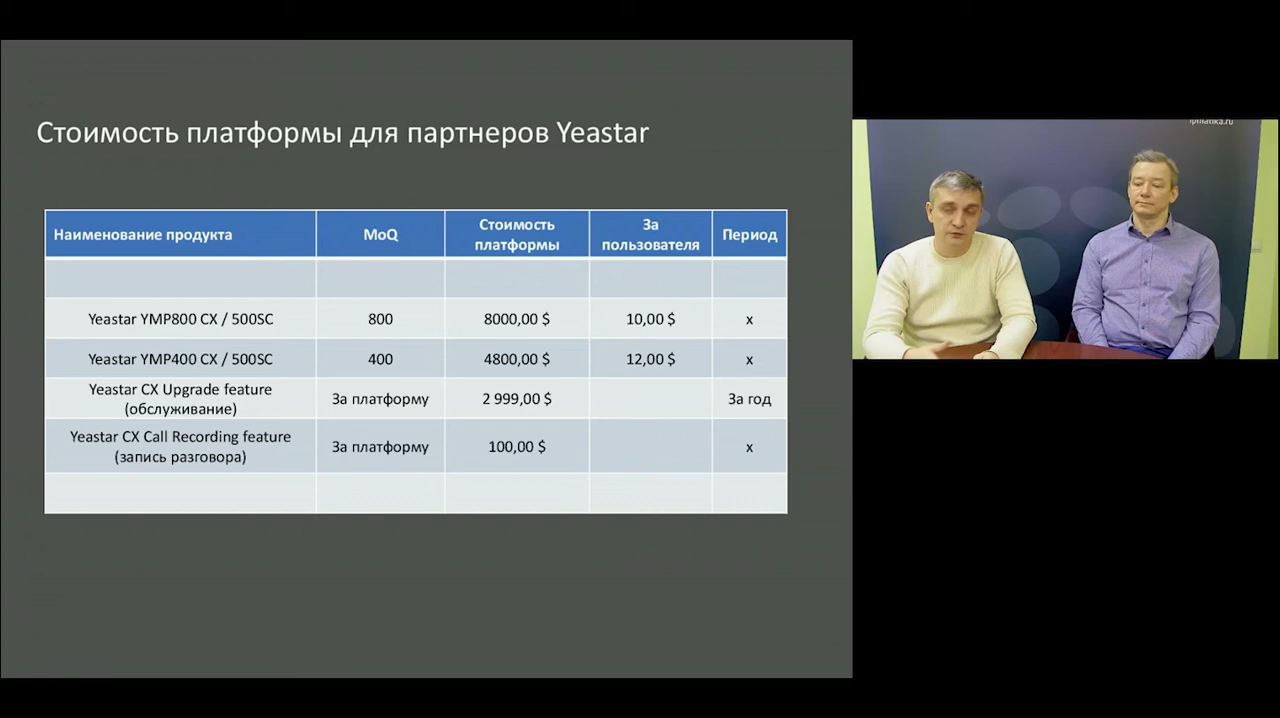 Стоимость платформы для партнеров Yeastar
Наименование продукта
MoQ
Стоимость
платформы
За
пользователя
Период
Yeastar YMP800 CX / 500SC
800
8000,00 $
10,00 $
x
Yeastar YMP400 CX / 500SC
400
4800,00 $
12,00 $
x
Yeastar CX Upgrade feature
(обслуживание)
За платформу
2 999,00 $
За год
Yeastar CX Call Recording feature
(запись разговора)
За платформу
100,00 $
x
ipmatika.ru